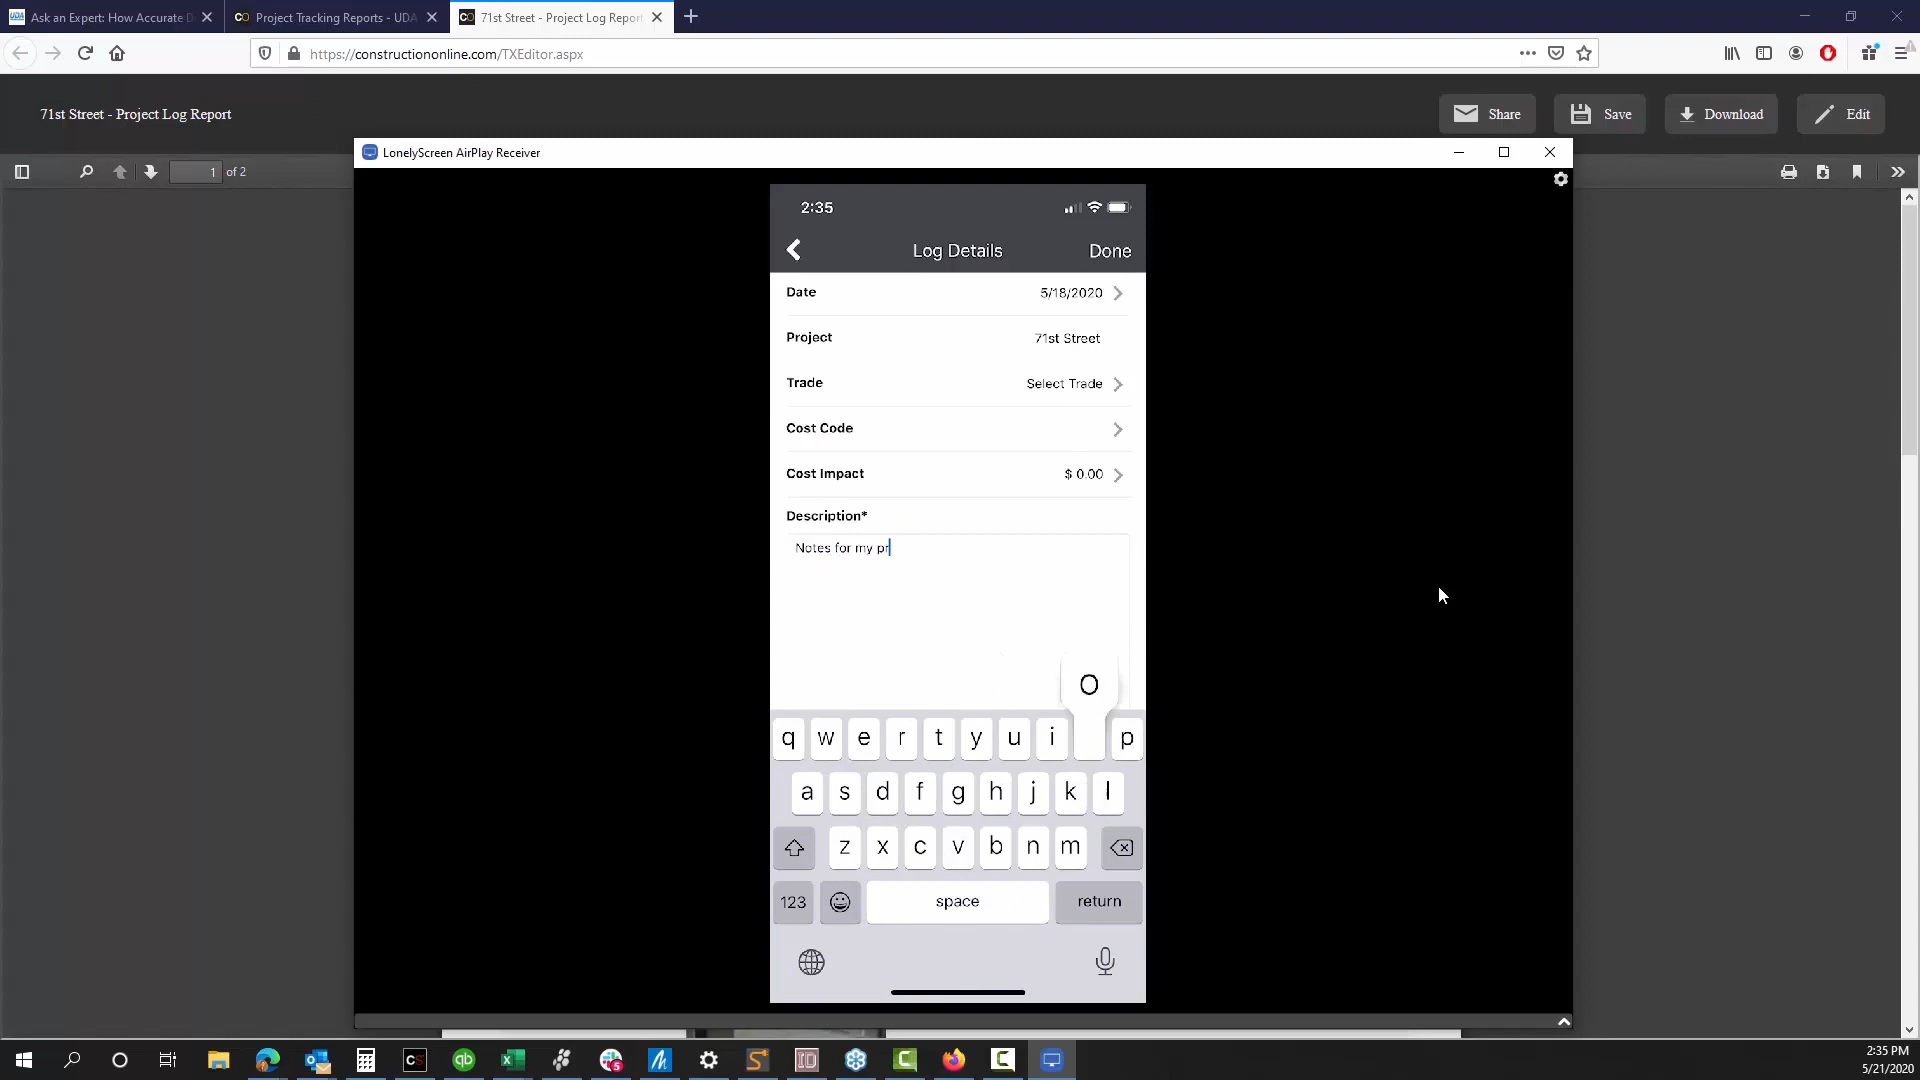 Ask an Expert: How Accurate D
Project Tracking Reports - UDA
71st Street - Project Log Report
https://constructiononline.com/TXEditor.aspx
71st Street - Project Log Report
Share
Save
Download
Edit
1 of 2
LonelyScreen AirPlay Receiver
2:35
Log Details
Done
Date 5/18/2020
Project 71st Street
Trade Select Trade
Cost Code
Cost Impact $ 0.00
Description*
Notes for my pr
o
q w e r t y u i p
a s d f g h j k l
z x c v b n m
123 space return
2:35 PM
5/21/2020